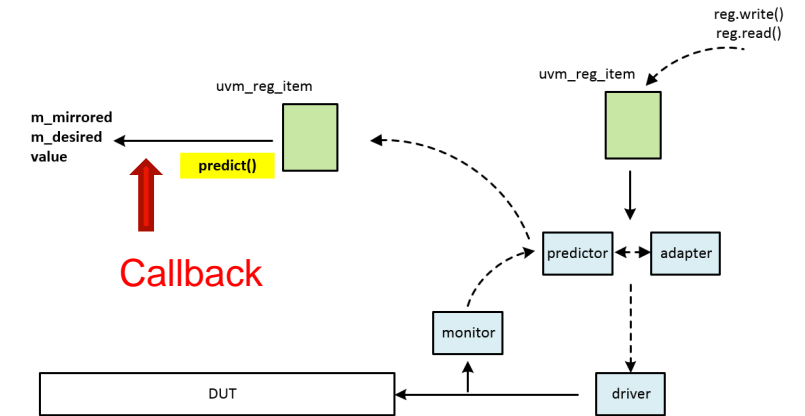 reg.write()
reg.read()
uvm_reg_item
uvm_reg_item
m_mirrored
m_desired
value
predict()
Callback
predictor
adapter
monitor
DUT
driver